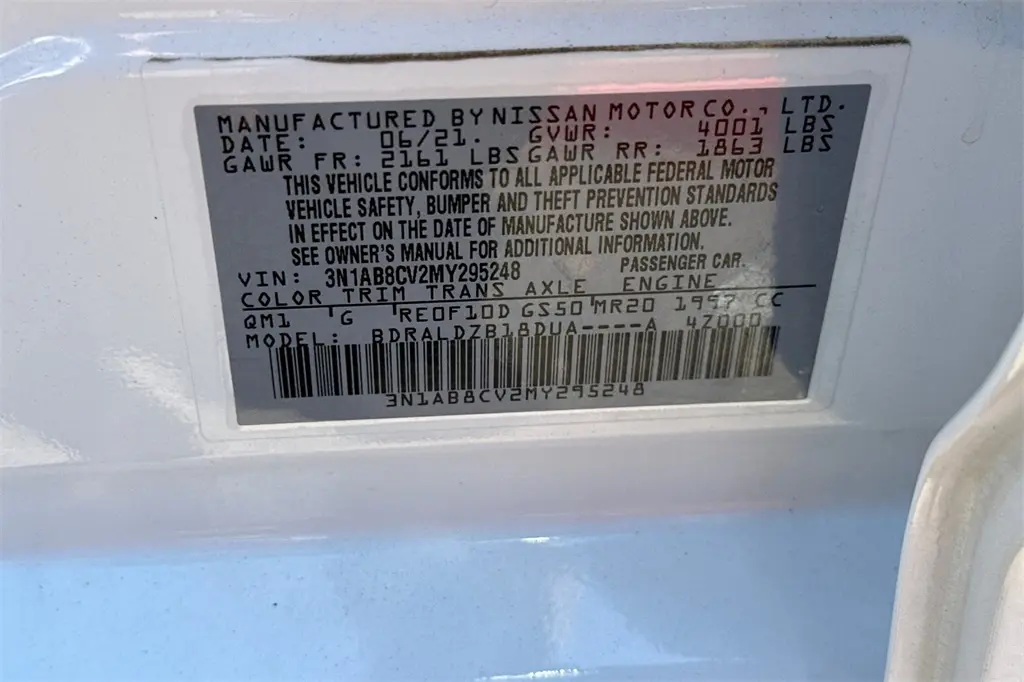 MANUFACTURED BY NISSAN MOTOR CO., LTD.
DATE: 06/21. GVWR: 4001 LBS
GAWR FR: 2161 LBS GAWR RR: 1863 LBS
THIS VEHICLE CONFORMS TO ALL APPLICABLE FEDERAL MOTOR
VEHICLE SAFETY, BUMPER AND THEFT PREVENTION STANDARDS
IN EFFECT ON THE DATE OF MANUFACTURE SHOWN ABOVE.
SEE OWNER'S MANUAL FOR ADDITIONAL INFORMATION.
VIN: 3N1AB8CV2MY295248 PASSENGER CAR.
COLOR TRIM TRANS AXLE ENGINE
QM1 'G 'RE0F10D GS50'MR20 1997 CC
MODEL: BDRALDZB18DUA----A 4Z000
3N1AB8CV2MY295248